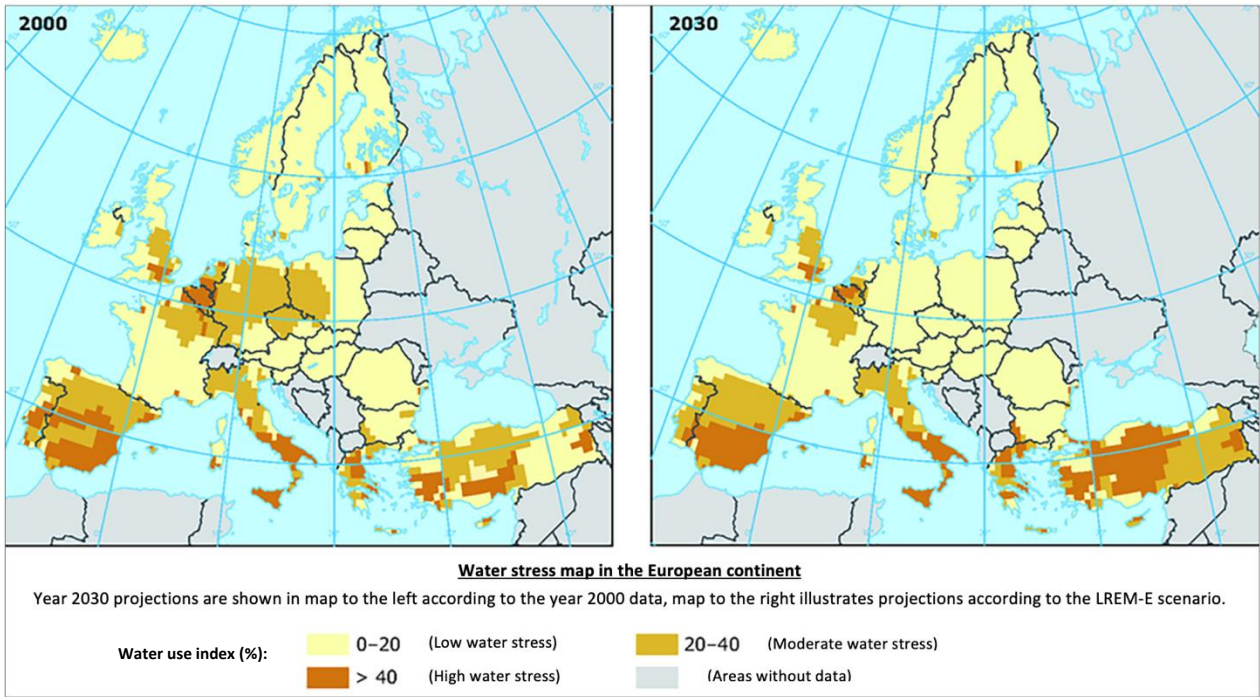 2000
2030
Water stress map in the European continent
Year 2030 projections are shown in map to the left according to the year 2000 data, map to the right illustrates projections according to the LREM-E scenario.
Water use index (%):
0–20 (Low water stress)
20–40 (Moderate water stress)
> 40 (High water stress)
(Areas without data)